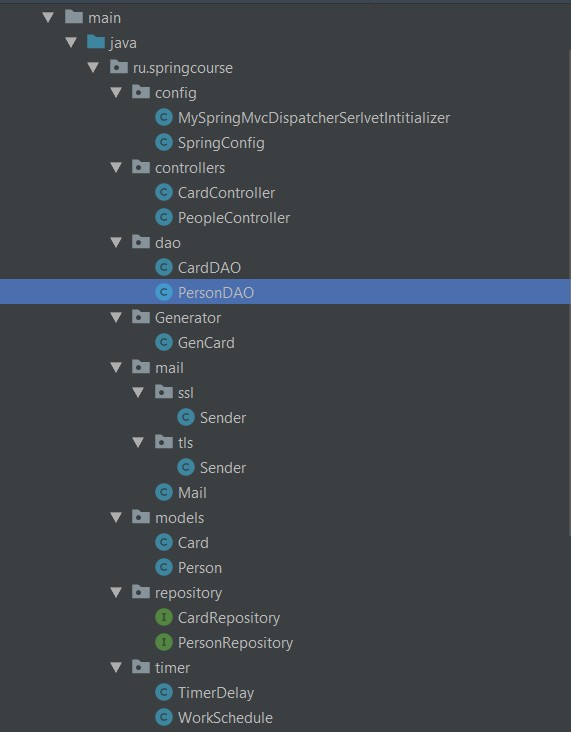 main
java
ru.springcourse
config
MySpringMvcDispatcherSerlvetIntitializer
SpringConfig
controllers
CardController
PeopleController
dao
CardDAO
PersonDAO
Generator
GenCard
mail
ssl
Sender
tls
Sender
Mail
models
Card
Person
repository
CardRepository
PersonRepository
timer
TimerDelay
WorkSchedule